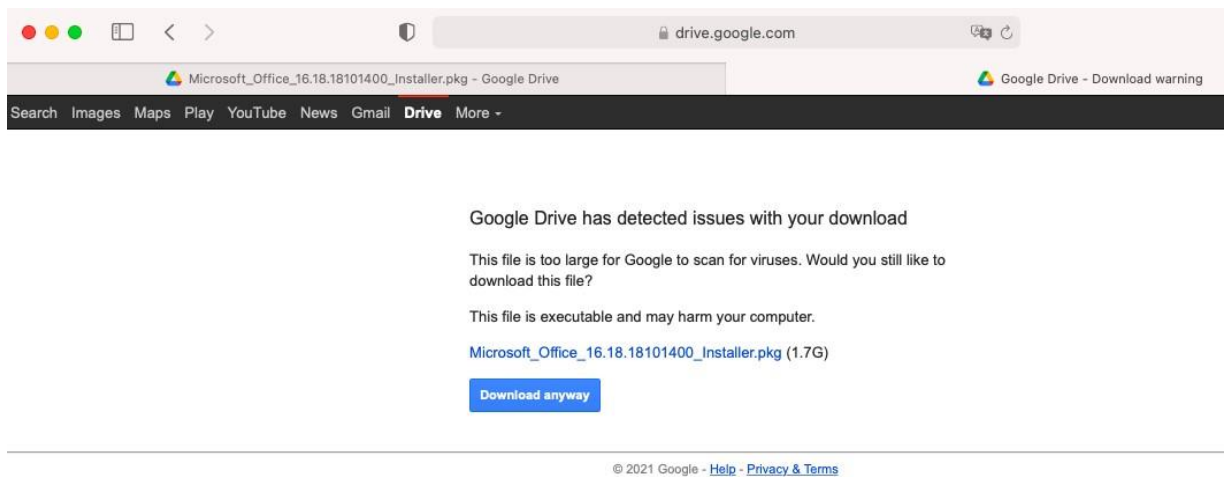 drive.google.com
Microsoft_Office_16.18.18101400_Installer.pkg - Google Drive
Google Drive - Download warning
Search Images Maps Play YouTube News Gmail Drive More
Google Drive has detected issues with your download
This file is too large for Google to scan for viruses. Would you still like to
download this file?
This file is executable and may harm your computer.
Microsoft_Office_16.18.18101400_Installer.pkg (1.7G)
Download anyway
© 2021 Google - Help - Privacy & Terms